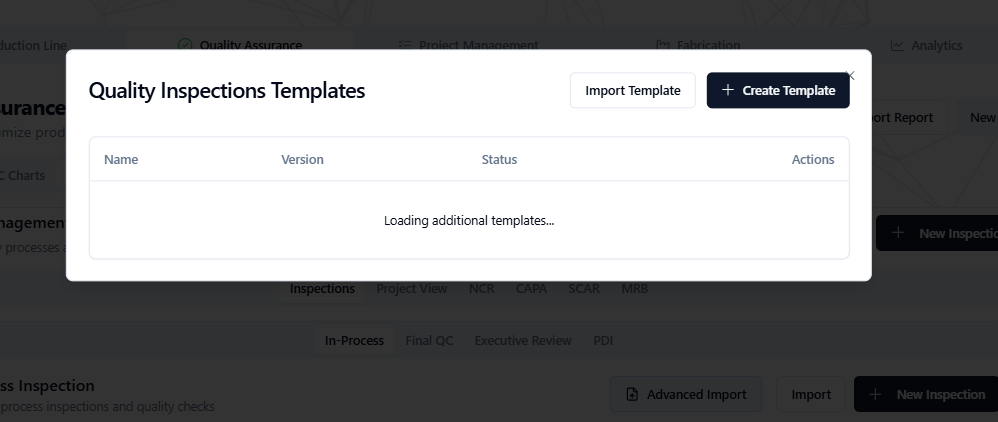 duction Line Quality Assurance Project Management Fabrication Analytics
Quality Inspections Templates Import Template Create Template
surance ort Report New
imize prod
Name Version Status Actions
C Charts
Loading additional templates...
nagemen New Inspectio
processes a
Inspections Project View NCR CAPA SCAR MRB
In-Process Final QC Executive Review PDI
ss Inspection Advanced Import Import New Inspection
process inspections and quality checks